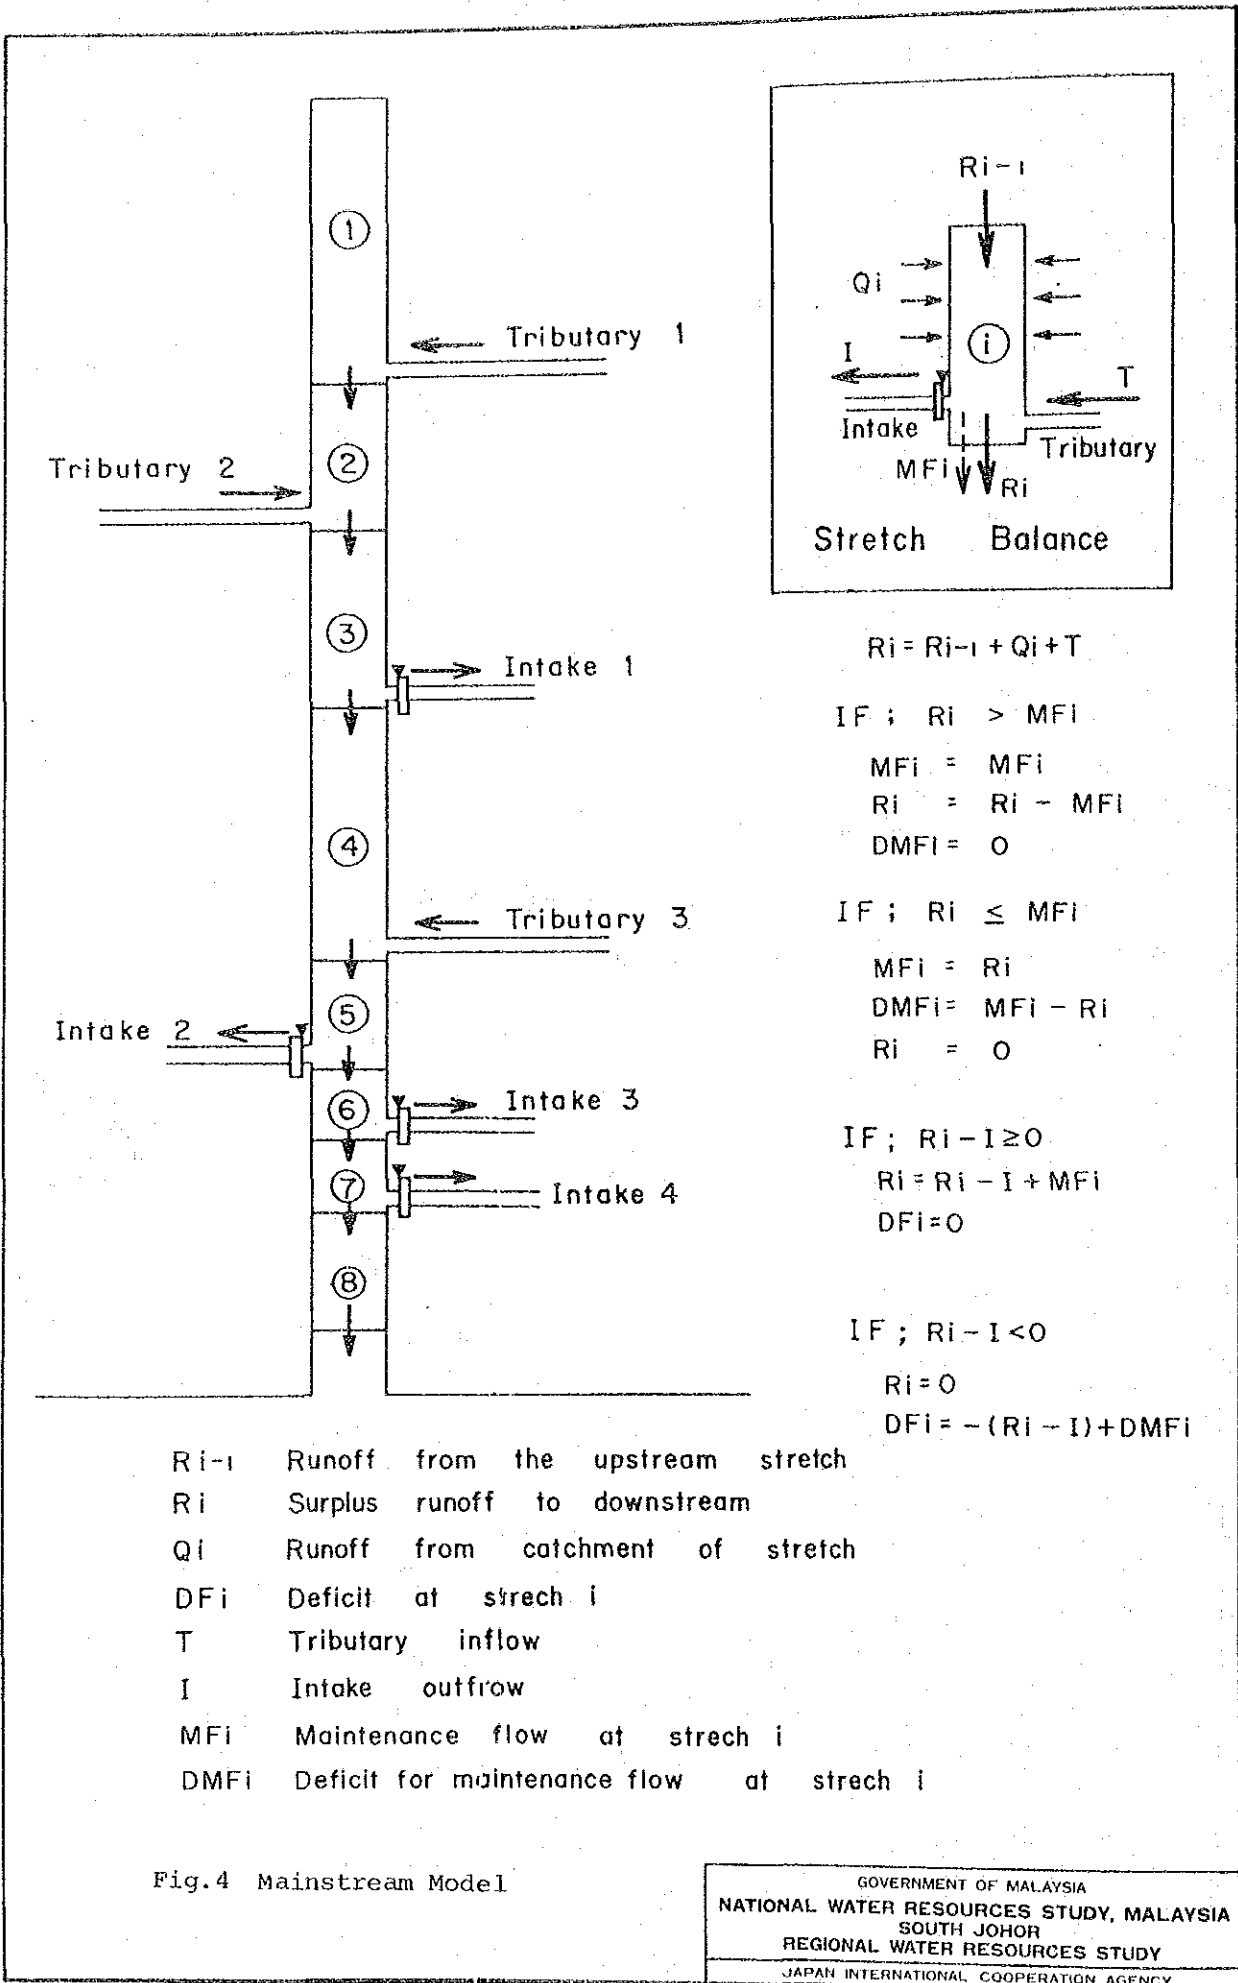 ①
Tributary 1
②
Tributary 2
③
Intake 1
④
Tributary 3
⑤
Intake 2
⑥
Intake 3
⑦
Intake 4
⑧
Ri-1
Qi
i
I
T
Intake
Tributary
MFi
Ri
Stretch Balance
Ri = Ri-1 + Qi + T
IF ; Ri > MFi
MFi = MFi
Ri = Ri - MFi
DMFi = 0
IF ; Ri ≤ MFi
MFi = Ri
DMFi = MFi - Ri
Ri = 0
IF ; Ri - I ≥ 0
Ri = Ri - I + MFi
DFi = 0
IF ; Ri - I < 0
Ri = 0
DFi = -(Ri - I) + DMFi
Ri-1 Runoff from the upstream stretch
Ri Surplus runoff to downstream
Qi Runoff from catchment of stretch
DFi Deficit at strech i
T Tributary inflow
I Intake outfrow
MFi Maintenance flow at strech i
DMFi Deficit for maintenance flow at strech i
Fig.4 Mainstream Model
GOVERNMENT OF MALAYSIA
NATIONAL WATER RESOURCES STUDY, MALAYSIA
SOUTH JOHOR
REGIONAL WATER RESOURCES STUDY
JAPAN INTERNATIONAL COOPERATION AGENCY